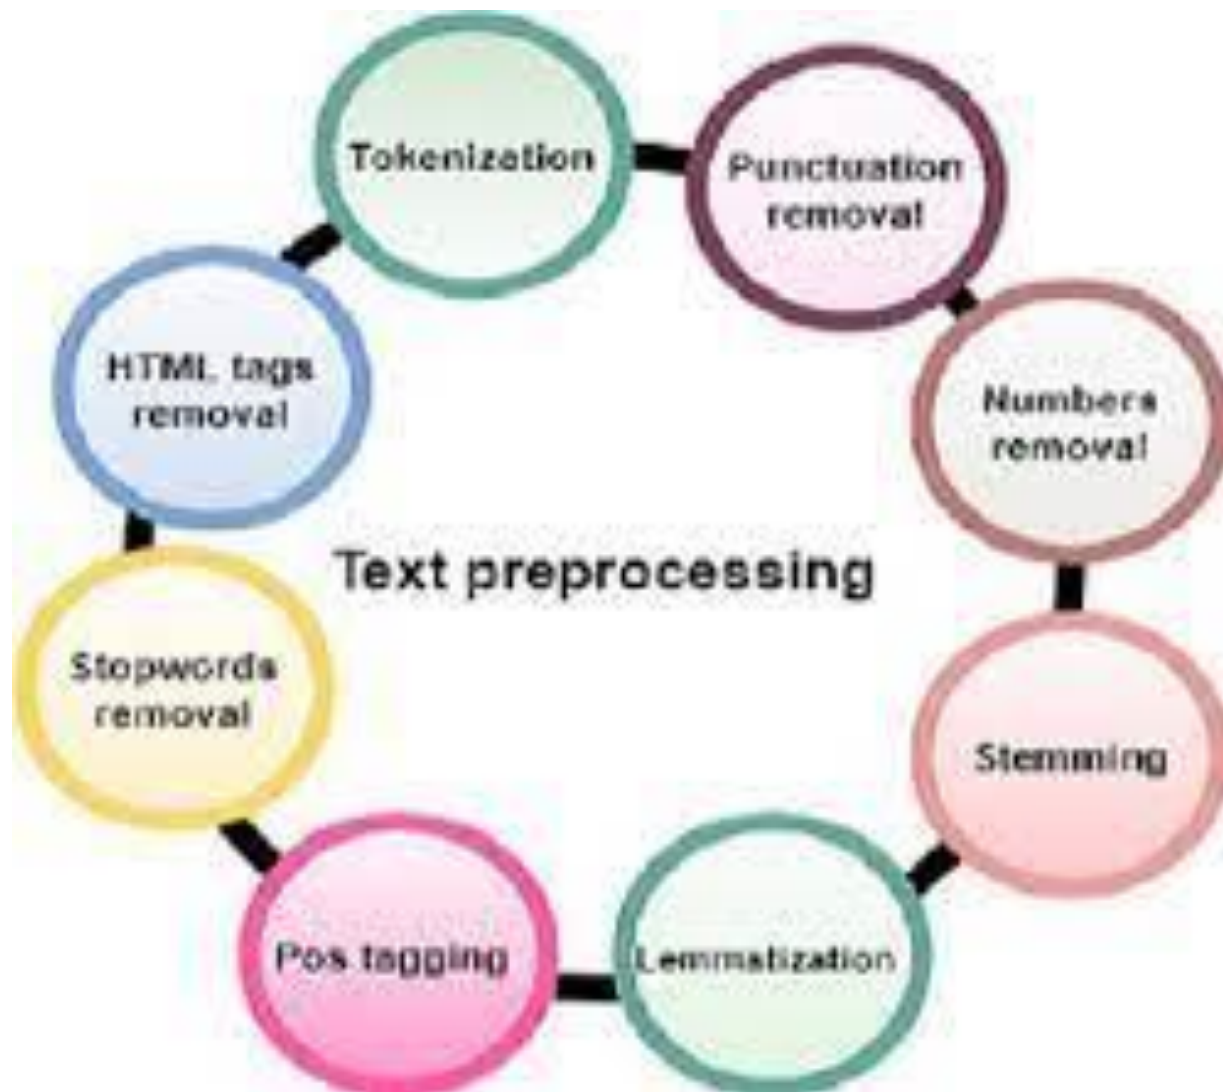 Tokenization
Punctuation
removal
Numbers
removal
Stemming
Lemmatization
Pos tagging
Stopwords
removal
HTML tags
removal
Text preprocessing